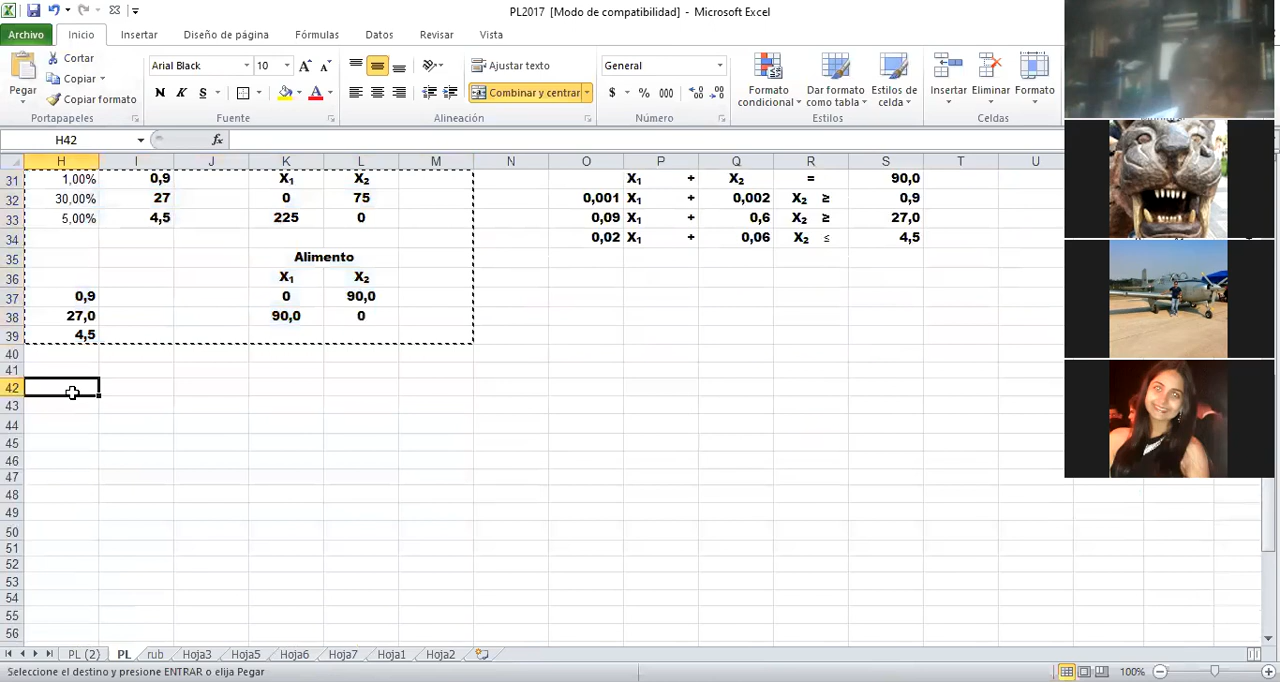 PL2017 [Modo de compatibilidad] - Microsoft Excel
Archivo Inicio Insertar Diseño de página Fórmulas Datos Revisar Vista
Pegar Cortar Copiar Copiar formato
Arial Black 10 A A
N K S A
Ajustar texto
Combinar y centrar
General
$ % 000
Formato condicional Dar formato como tabla Estilos de celda
Insertar Eliminar Formato
Portapapeles Fuente Alineación Número Estilos Celdas
H42 fx
H I J K L M N O P Q R S T U
31 1,00% 0,9 X₁ X₂ X₁ + X₂ = 90,0
32 30,00% 27 0 75 0,001 X₁ + 0,002 X₂ ≥ 0,9
33 5,00% 4,5 225 0 0,09 X₁ + 0,6 X₂ ≥ 27,0
34 0,02 X₁ + 0,06 X₂ ≤ 4,5
35 Alimento
36 X₁ X₂
37 0,9 0 90,0
38 27,0 90,0 0
39 4,5
40
41
42
43
44
45
46
47
48
49
50
51
52
53
54
55
56
PL (2) PL rub Hoja3 Hoja5 Hoja6 Hoja7 Hoja1 Hoja2
Seleccione el destino y presione ENTRAR o elija Pegar 100%